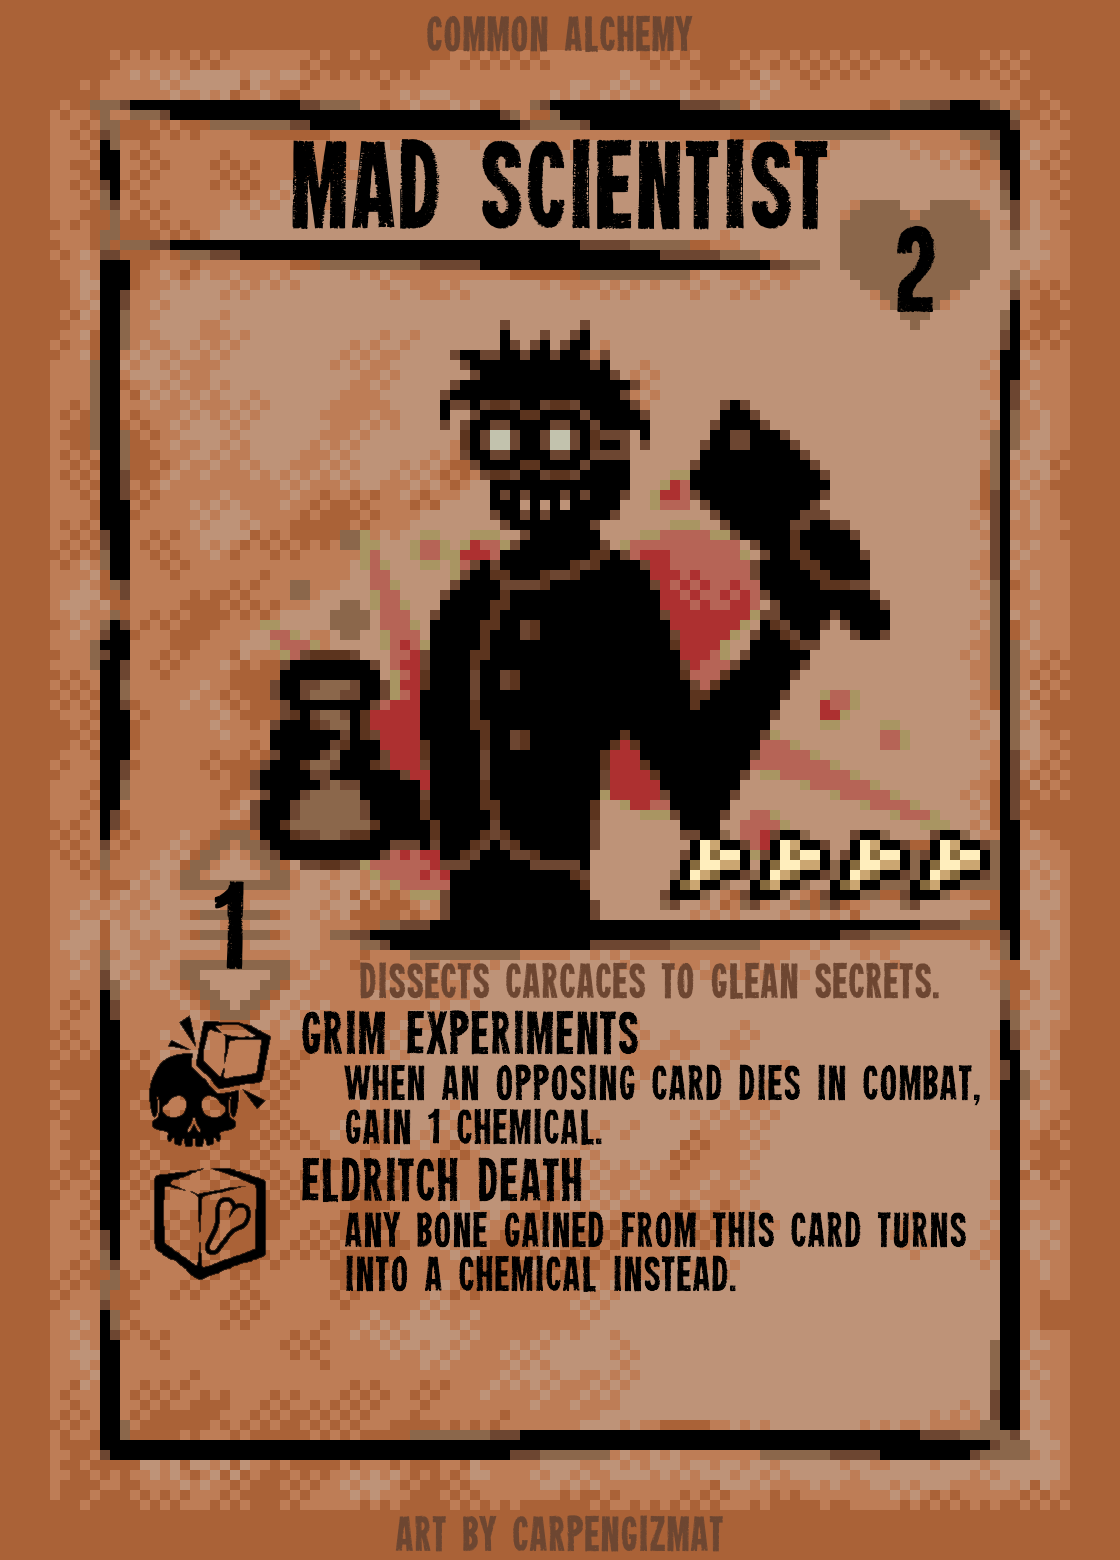 COMMON ALCHEMY
MAD SCIENTIST
2
1
DISSECTS CARCACES TO GLEAN SECRETS.
GRIM EXPERIMENTS
WHEN AN OPPOSING CARD DIES IN COMBAT,
GAIN 1 CHEMICAL.
ELDRITCH DEATH
ANY BONE GAINED FROM THIS CARD TURNS
INTO A CHEMICAL INSTEAD.
ART BY CARPENGIZMAT